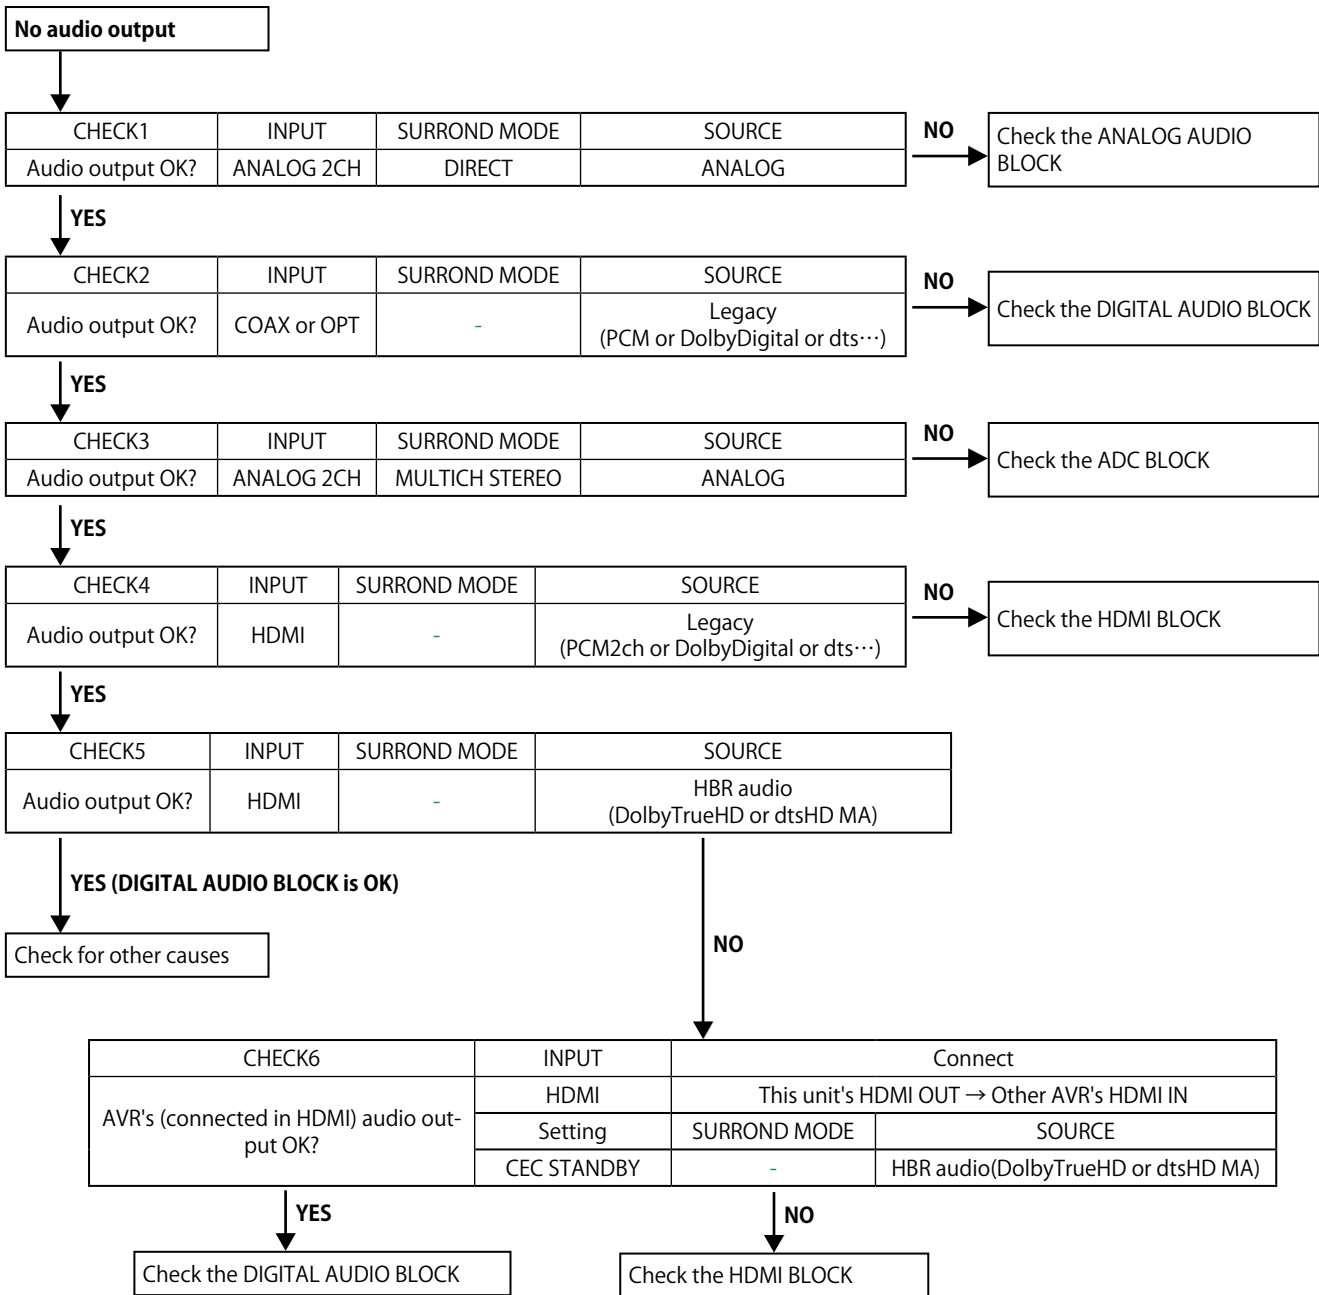 No audio output
CHECK1 INPUT SURROND MODE SOURCE
Audio output OK? ANALOG 2CH DIRECT ANALOG
NO
Check the ANALOG AUDIO
BLOCK
YES
CHECK2 INPUT SURROND MODE SOURCE
Audio output OK? COAX or OPT - Legacy
(PCM or DolbyDigital or dts⋯)
NO
Check the DIGITAL AUDIO BLOCK
YES
CHECK3 INPUT SURROND MODE SOURCE
Audio output OK? ANALOG 2CH MULTICH STEREO ANALOG
NO
Check the ADC BLOCK
YES
CHECK4 INPUT SURROND MODE SOURCE
Audio output OK? HDMI - Legacy
(PCM2ch or DolbyDigital or dts⋯)
NO
Check the HDMI BLOCK
YES
CHECK5 INPUT SURROND MODE SOURCE
Audio output OK? HDMI - HBR audio
(DolbyTrueHD or dtsHD MA)
YES (DIGITAL AUDIO BLOCK is OK)
Check for other causes
NO
CHECK6 INPUT Connect
HDMI This unit's HDMI OUT → Other AVR's HDMI IN
AVR's (connected in HDMI) audio out-
put OK?
Setting SURROND MODE SOURCE
CEC STANDBY - HBR audio(DolbyTrueHD or dtsHD MA)
YES
NO
Check the DIGITAL AUDIO BLOCK
Check the HDMI BLOCK